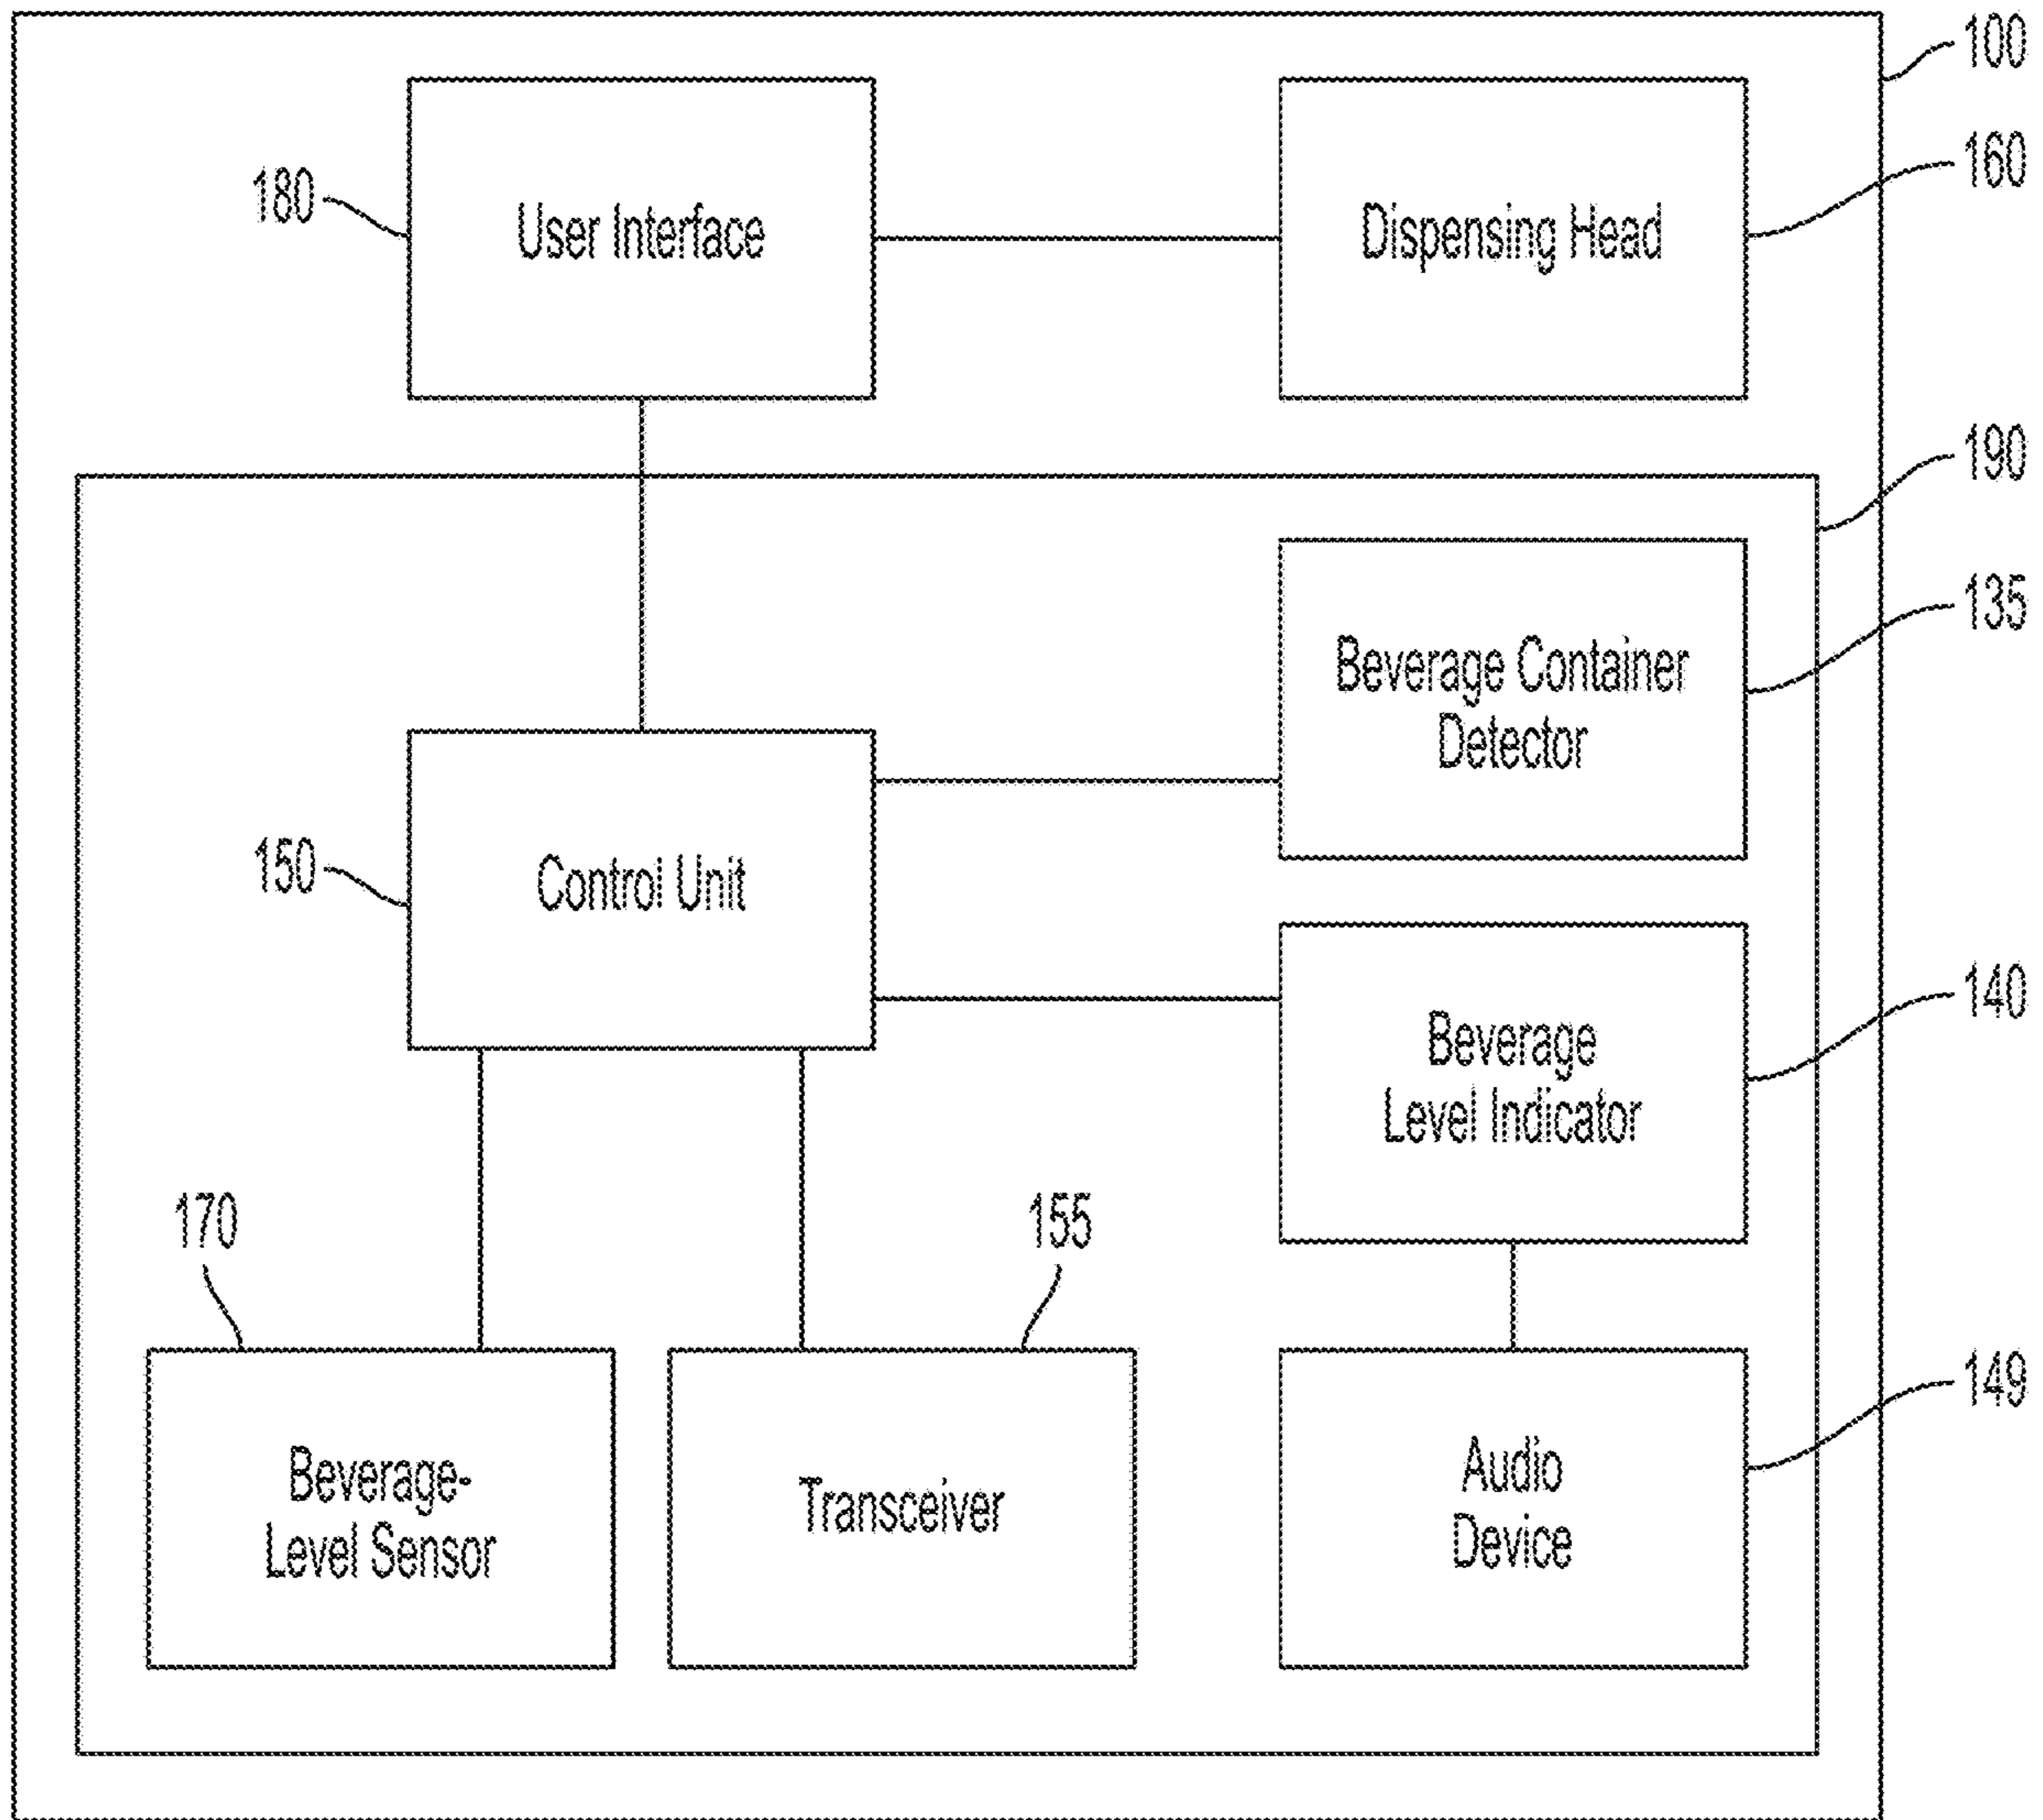 100
160
180
User Interface
Dispensing Head
190
135
Beverage Container
Detector
150
Control Unit
140
Beverage
Level Indicator
170
155
149
Beverage-
Level Sensor
Transceiver
Audio
Device